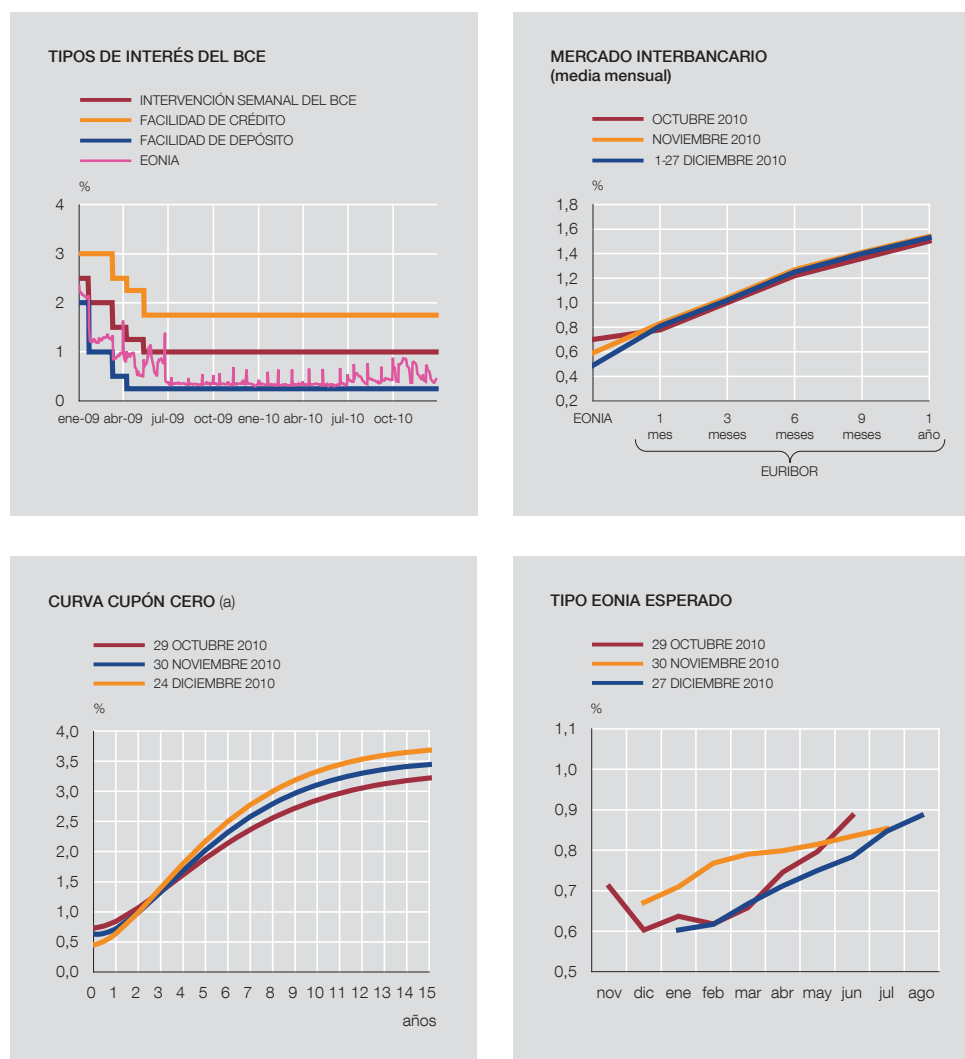 TIPOS DE INTERÉS DEL BCE
INTERVENCIÓN SEMANAL DEL BCE
FACILIDAD DE CRÉDITO
FACILIDAD DE DEPÓSITO
EONIA
%
4
3
2
1
0
ene-09 abr-09 jul-09 oct-09 ene-10 abr-10 jul-10 oct-10
MERCADO INTERBANCARIO
(media mensual)
OCTUBRE 2010
NOVIEMBRE 2010
1-27 DICIEMBRE 2010
%
1,8
1,6
1,4
1,2
1,0
0,8
0,6
0,4
0,2
EONIA 1 3 6 9 1
mes meses meses meses año
EURIBOR
CURVA CUPÓN CERO (a)
29 OCTUBRE 2010
30 NOVIEMBRE 2010
24 DICIEMBRE 2010
%
4,0
3,5
3,0
2,5
2,0
1,5
1,0
0,5
0,0
0 1 2 3 4 5 6 7 8 9 10 11 12 13 14 15
años
TIPO EONIA ESPERADO
29 OCTUBRE 2010
30 NOVIEMBRE 2010
27 DICIEMBRE 2010
%
1,1
1,0
0,9
0,8
0,7
0,6
0,5
nov dic ene feb mar abr may jun jul ago